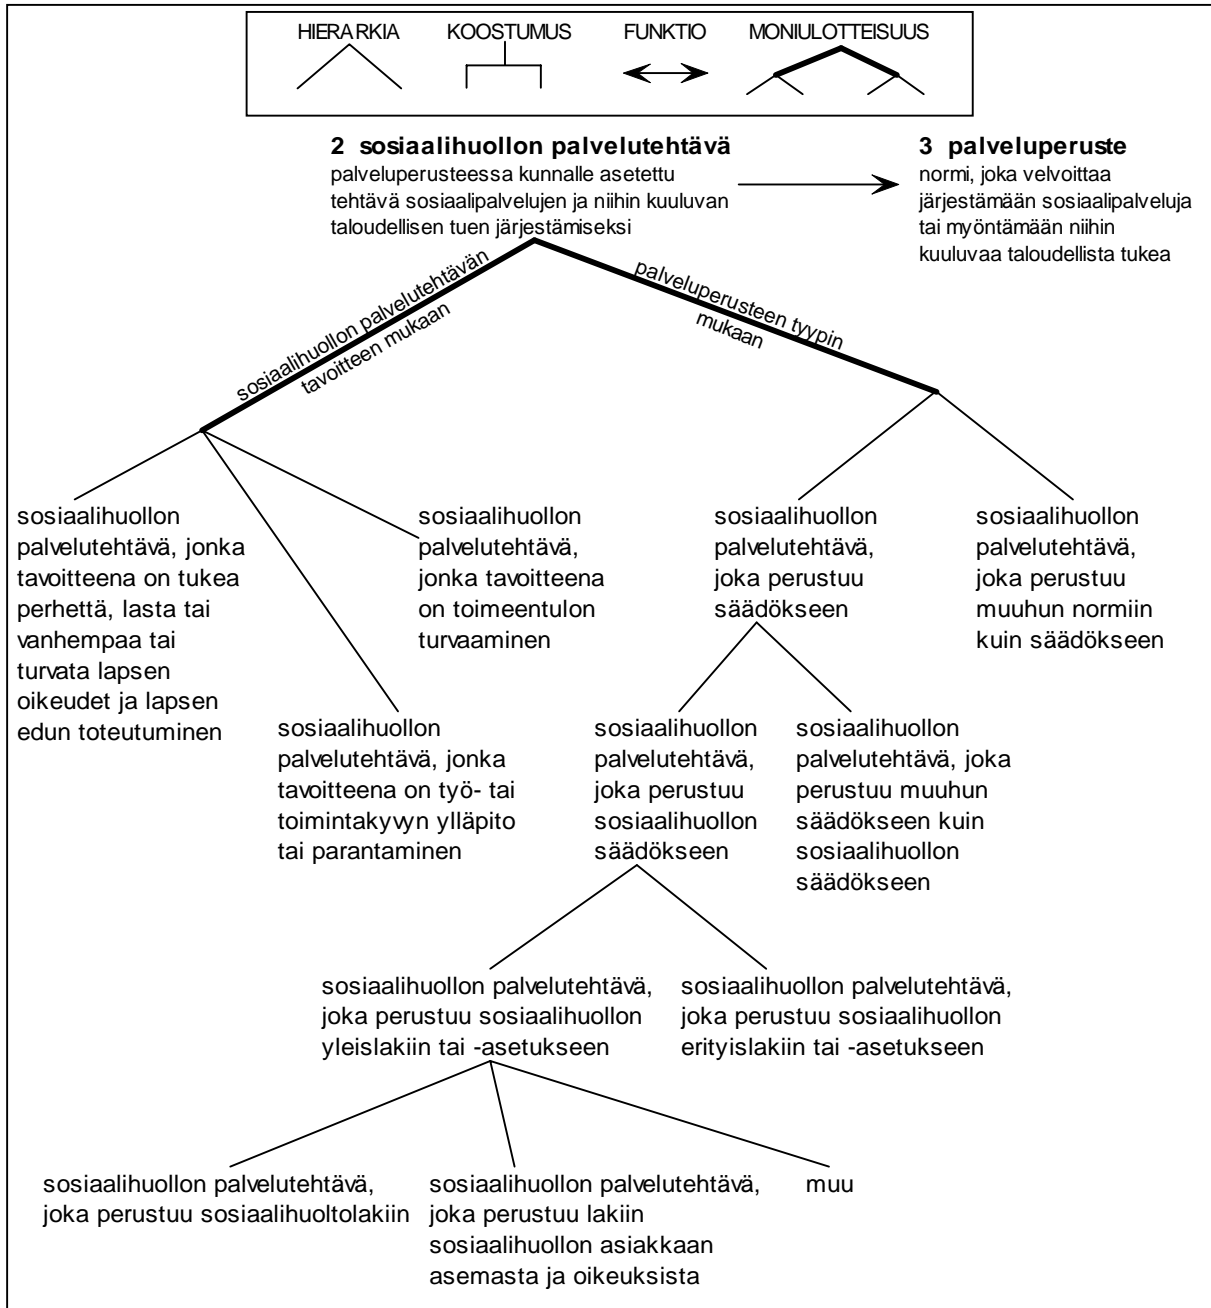 HIERARKIA KOOSTUMUS FUNKTIO MONIULOTTEISUUS
2 sosiaalihuollon palvelutehtävä
palveluperusteessa kunnalle asetettu
tehtävä sosiaalipalvelujen ja niihin kuuluvan
taloudellisen tuen järjestämiseksi
3 palveluperuste
normi, joka velvoittaa
järjestämään sosiaalipalveluja
tai myöntämään niihin
kuuluvaa taloudellista tukea
sosiaalihuollon palvelutehtävän
tavoitteen mukaan
palveluperusteen tyypin
mukaan
sosiaalihuollon
palvelutehtävä, jonka
tavoitteena on tukea
perhettä, lasta tai
vanhempaa tai
turvata lapsen
oikeudet ja lapsen
edun toteutuminen
sosiaalihuollon
palvelutehtävä,
jonka tavoitteena
on toimeentulon
turvaaminen
sosiaalihuollon
palvelutehtävä,
joka perustuu
säädökseen
sosiaalihuollon
palvelutehtävä,
joka perustuu
muuhun normiin
kuin säädökseen
sosiaalihuollon
palvelutehtävä, jonka
tavoitteena on työ- tai
toimintakyvyn ylläpito
tai parantaminen
sosiaalihuollon
palvelutehtävä,
joka perustuu
sosiaalihuollon
säädökseen
sosiaalihuollon
palvelutehtävä, joka
perustuu muuhun
säädökseen kuin
sosiaalihuollon
säädökseen
sosiaalihuollon palvelutehtävä,
joka perustuu sosiaalihuollon
yleislakiin tai -asetukseen
sosiaalihuollon palvelutehtävä,
joka perustuu sosiaalihuollon
erityislakiin tai -asetukseen
sosiaalihuollon palvelutehtävä,
joka perustuu sosiaalihuoltolakiin
sosiaalihuollon palvelutehtävä,
joka perustuu lakiin
sosiaalihuollon asiakkaan
asemasta ja oikeuksista
muu